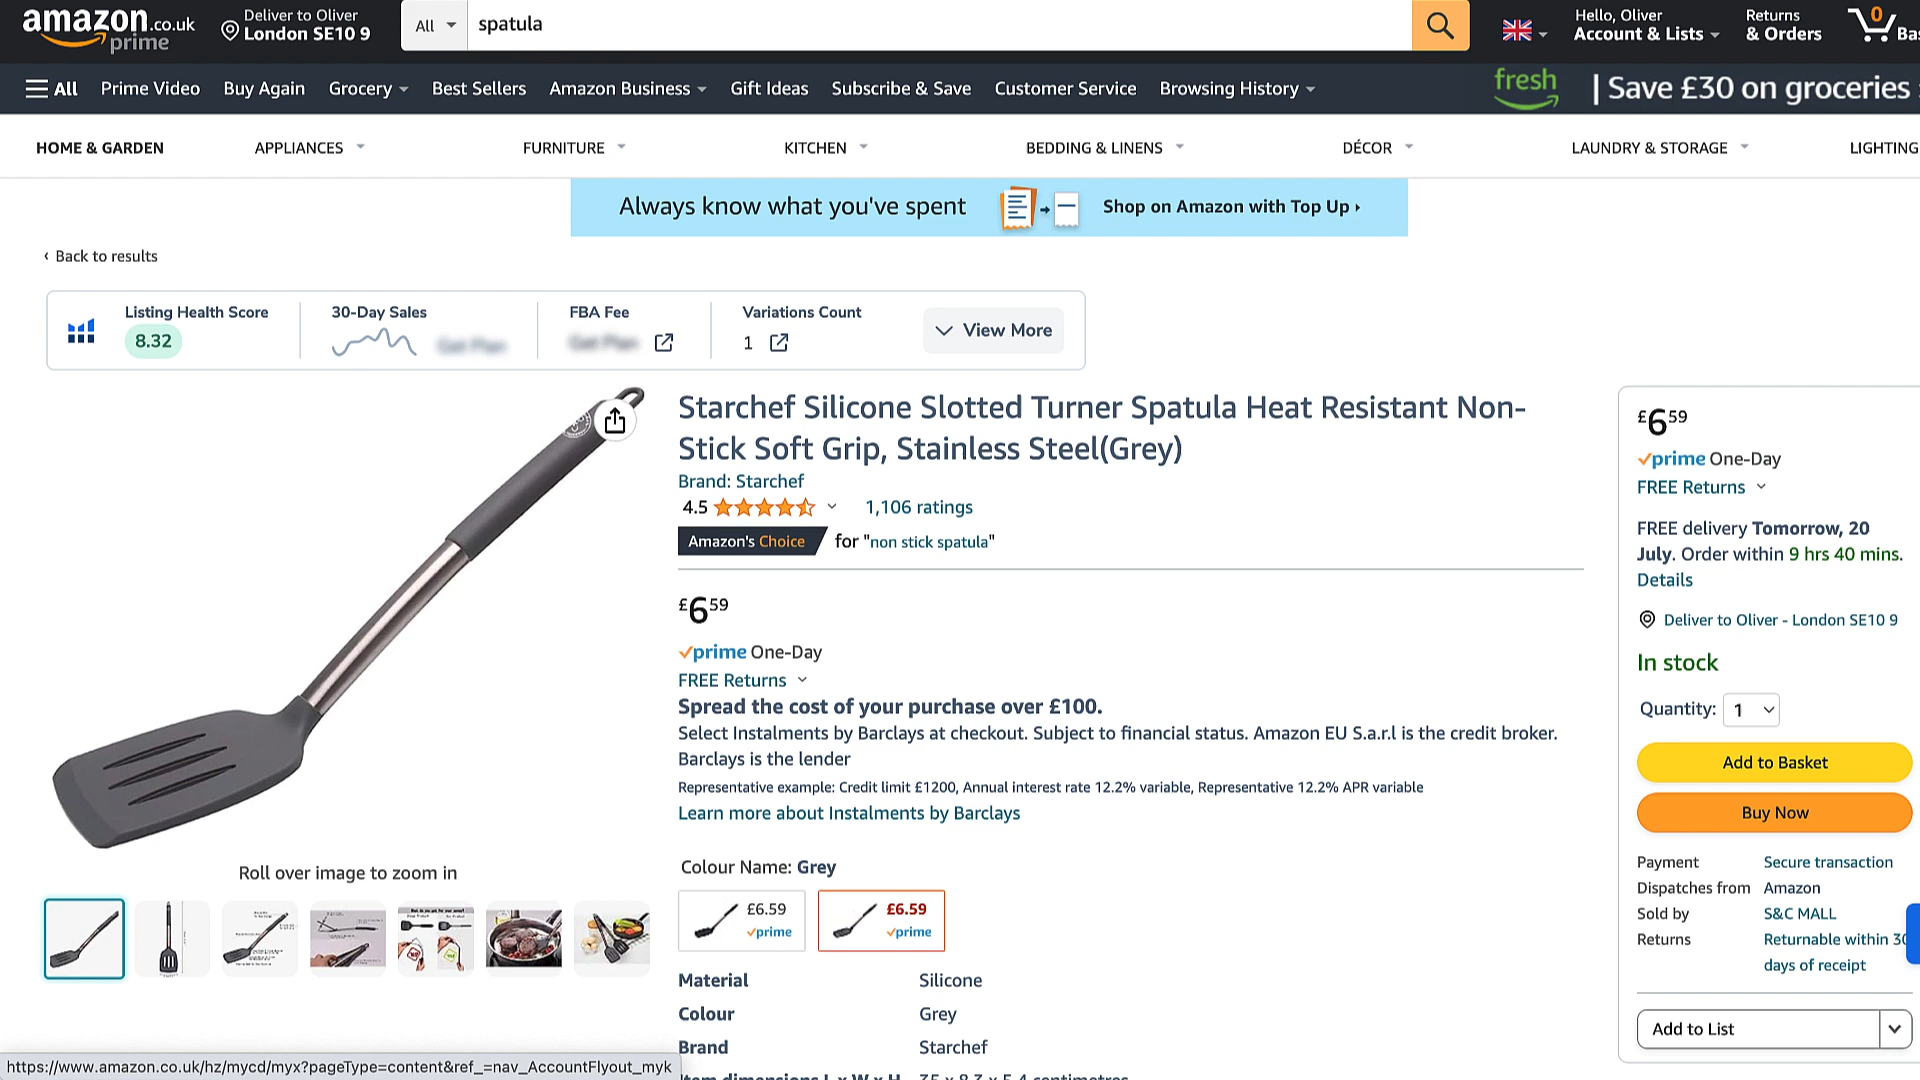 amazon.co.uk
prime
Deliver to Oliver
London SE10 9
All
spatula
Hello, Oliver
Account & Lists
Returns
& Orders
0
All
Prime Video
Buy Again
Grocery
Best Sellers
Amazon Business
Gift Ideas
Subscribe & Save
Customer Service
Browsing History
fresh
| Save £30 on groceries
HOME & GARDEN
APPLIANCES
FURNITURE
KITCHEN
BEDDING & LINENS
DÉCOR
LAUNDRY & STORAGE
LIGHTING
Always know what you've spent
Shop on Amazon with Top Up ›
‹ Back to results
Listing Health Score
8.32
30-Day Sales
Get Plan
FBA Fee
Get Plan
Variations Count
1
View More
Starchef Silicone Slotted Turner Spatula Heat Resistant Non-
Stick Soft Grip, Stainless Steel(Grey)
Brand: Starchef
4.5
1,106 ratings
Amazon's Choice for "non stick spatula"
£6 59
prime One-Day
FREE Returns
Spread the cost of your purchase over £100.
Select Instalments by Barclays at checkout. Subject to financial status. Amazon EU S.a.r.l is the credit broker.
Barclays is the lender
Representative example: Credit limit £1200, Annual interest rate 12.2% variable, Representative 12.2% APR variable
Learn more about Instalments by Barclays
Colour Name: Grey
£6.59
prime
£6.59
prime
Material Silicone
Colour Grey
Brand Starchef
Roll over image to zoom in
£6 59
prime One-Day
FREE Returns
FREE delivery Tomorrow, 20
July. Order within 9 hrs 40 mins.
Details
Deliver to Oliver - London SE10 9
In stock
Quantity: 1
Add to Basket
Buy Now
Payment Secure transaction
Dispatches from Amazon
Sold by S&C MALL
Returns Returnable within 30
days of receipt
Add to List
https://www.amazon.co.uk/hz/mycd/myx?pageType=content&ref_=nav_AccountFlyout_myk